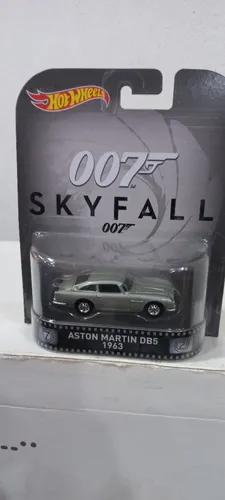 HOT WHEELS
007
SKYFALL
007
ASTON MARTIN DB5
1963